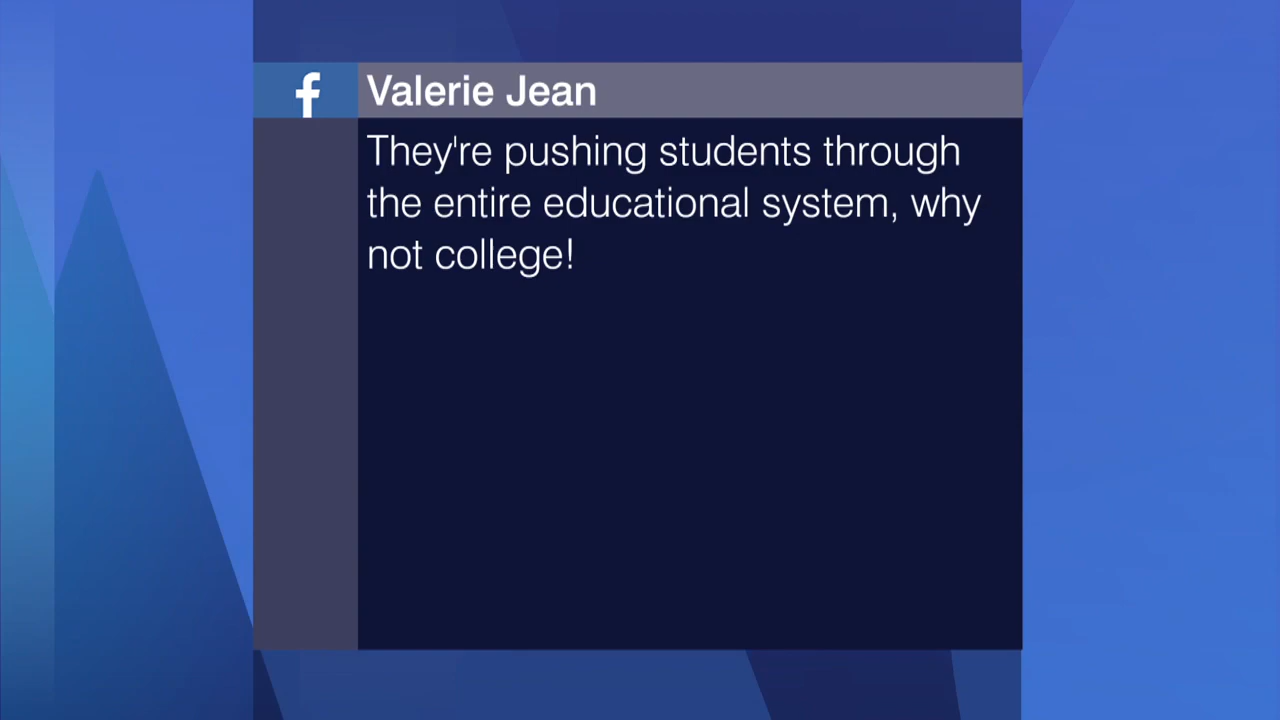 Valerie Jean
They're pushing students through
the entire educational system, why
not college!